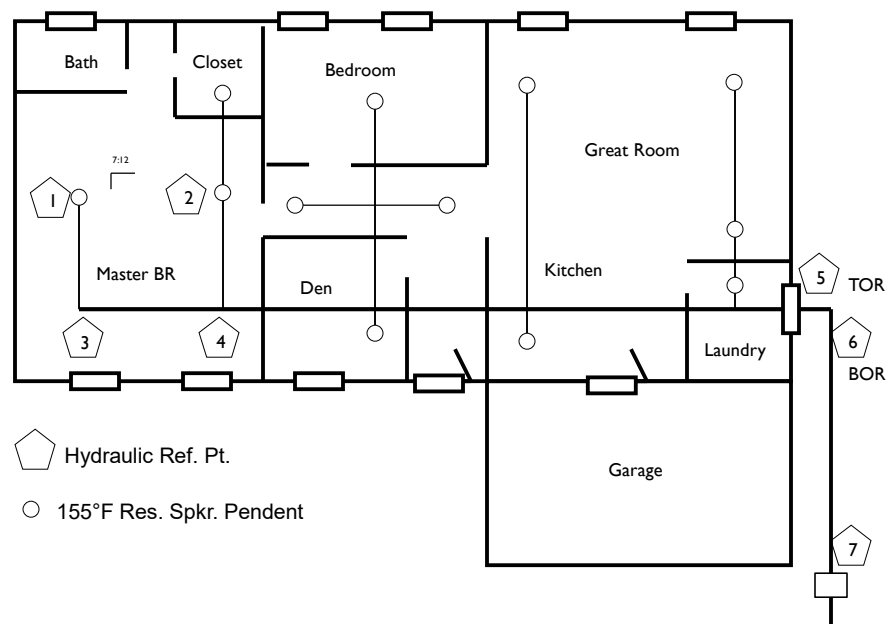 Bath
Closet
Bedroom
7:12
Great Room
1
2
Master BR
Den
Kitchen
5
TOR
3
4
Laundry
6
BOR
Hydraulic Ref. Pt.
Garage
155°F Res. Spkr. Pendent
7